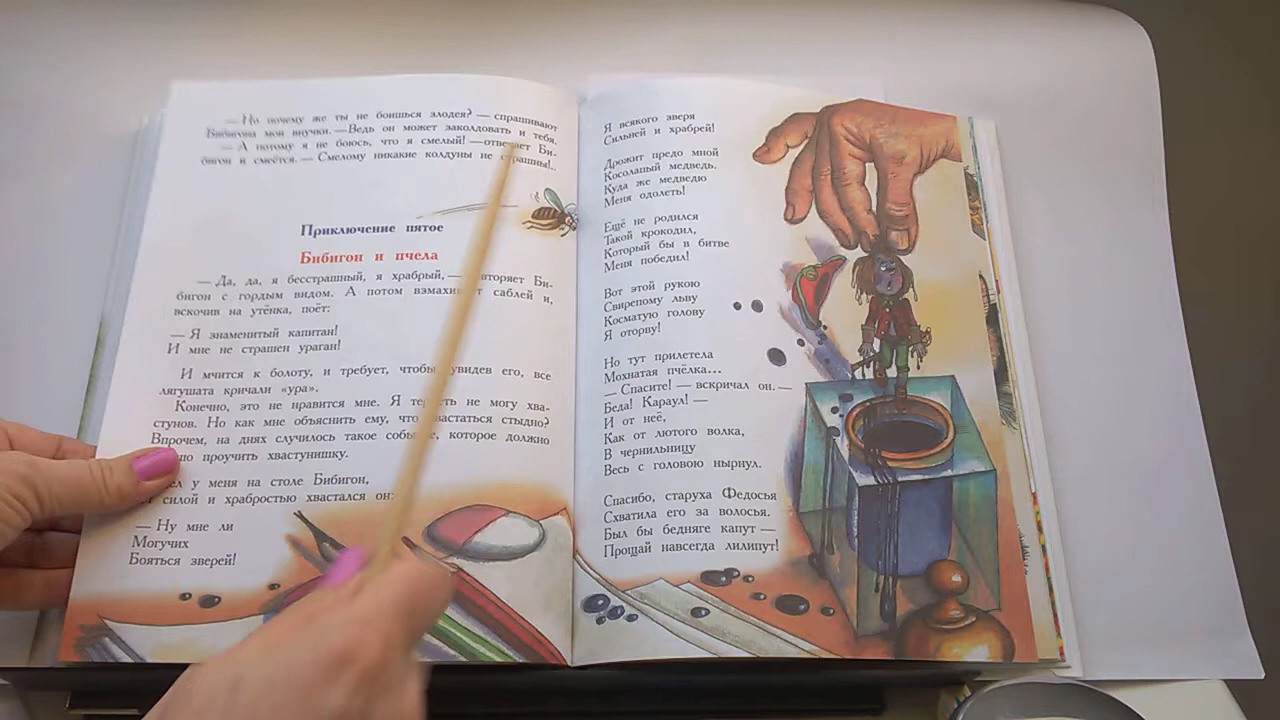 — Но почему же ты не боишься злодея? — спрашивают
Бибигона мои внучки. — Ведь он может заколдовать и тебя.
— А потому я не боюсь, что я смелый! — отвечает Би-
бигон и смеётся. — Смелому никакие колдуны не страшны!..
Приключение пятое
Бибигон и пчела
— Да, да, я бесстрашный, я храбрый, — повторяет Би-
бигон с гордым видом. А потом взмахивает саблей и,
вскочив на утёнка, поёт:
— Я знаменитый капитан!
И мне не страшен ураган!
И мчится к болоту, и требует, чтобы, увидев его, все
лягушата кричали «ура».
Конечно, это не нравится мне. Я терпеть не могу хва-
стунов. Но как мне объяснить ему, что хвастаться стыдно?
Впрочем, на днях случилось такое событие, которое должно
проучить хвастунишку.
у меня на столе Бибигон,
силой и храбростью хвастался он:
— Ну мне ли
Могучих
Бояться зверей!
Я всякого зверя
Сильней и храбрей!
Дрожит предо мной
Косолапый медведь.
Куда же медведю
Меня одолеть!
Ещё не родился
Такой крокодил,
Который бы в битве
Меня победил!
Вот этой рукою
Свирепому льву
Косматую голову
Я оторву!
Но тут прилетела
Мохнатая пчёлка...
— Спасите! — вскричал он. —
Беда! Караул! —
И от неё,
Как от лютого волка,
В чернильницу
Весь с головою нырнул.
Спасибо, старуха Федосья
Схватила его за волосья.
Был бы бедняге капут —
Прощай навсегда лилипут!